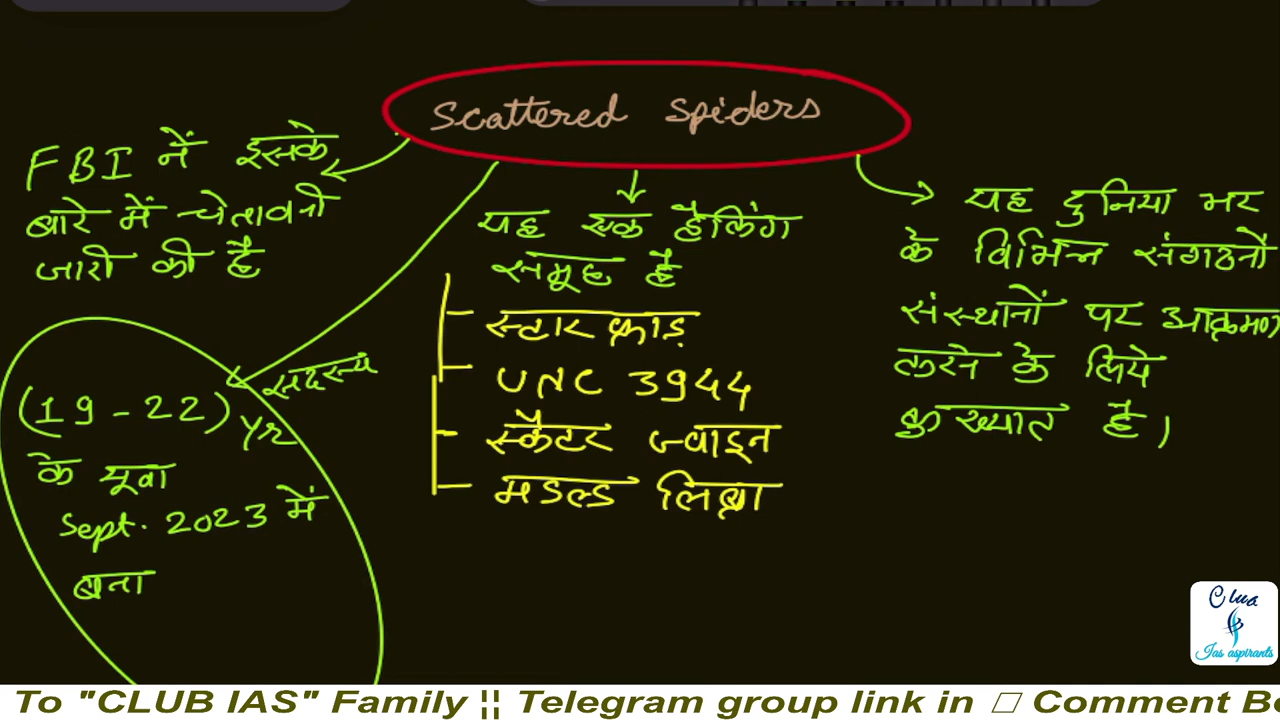 Scattered Spiders
FBI नें इसके
बारे में चेतावनी
जारी की है
यह एक हैकिंग
समूह है
स्टार फ्राड़
UNC 3944
स्कैटर ज्वाइन
मडल्ड लिब्रा
यह दुनिया भर
के विभिन्न संगठनों
संस्थानों पर आक्रमण
करने के लिये
कुख्यात है।
सदस्य
(19-22) yr
के यूवा
Sept. 2023 में
बना
Club
Ias aspirants
To "CLUB IAS" Family ¦¦ Telegram group link in □ Comment Bo